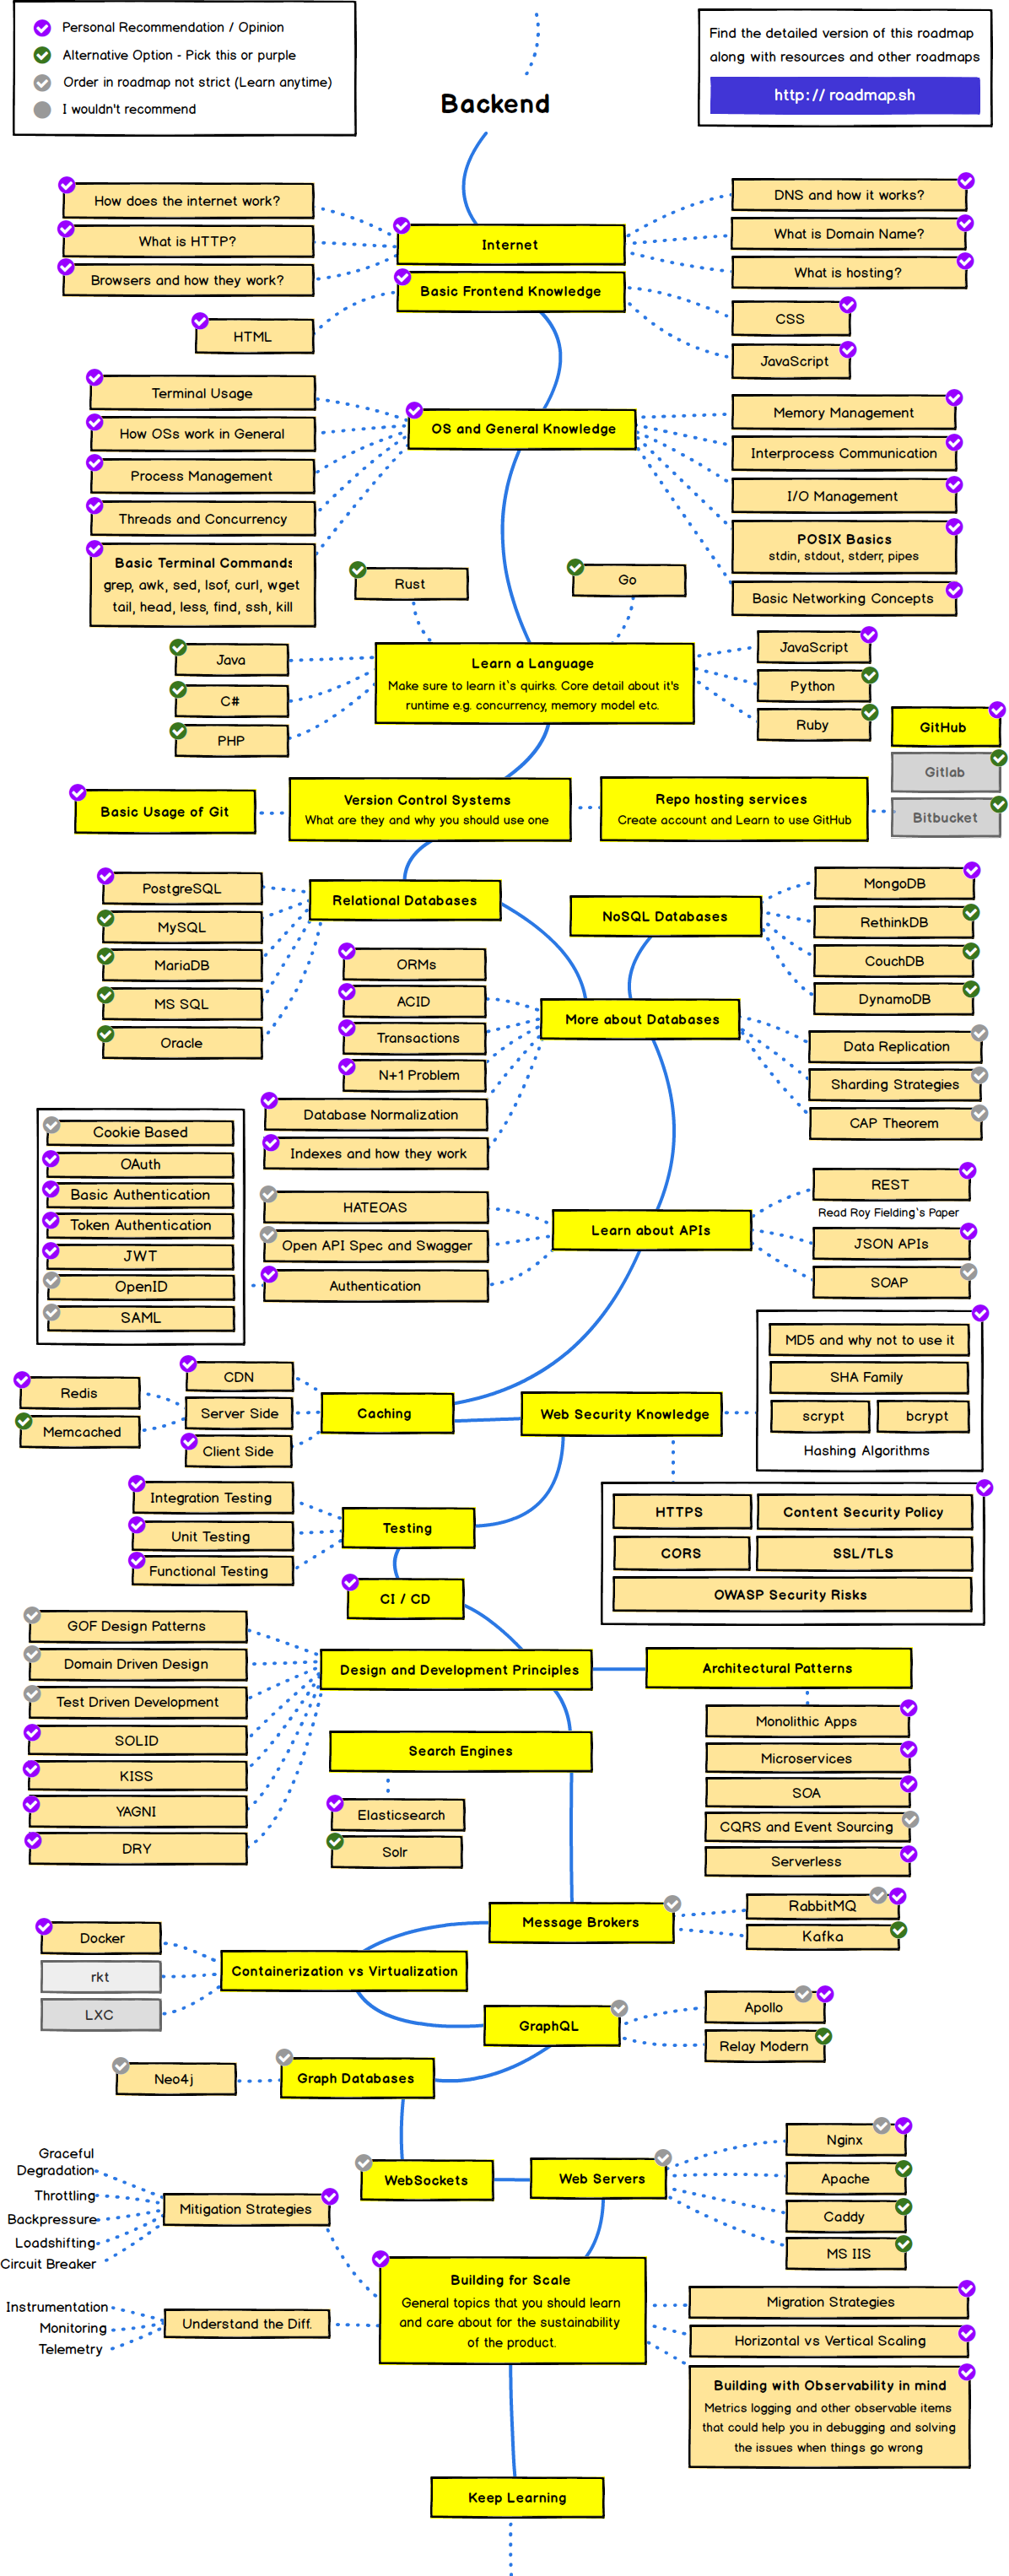 Personal Recommendation / Opinion
Alternative Option - Pick this or purple
Order in roadmap not strict (Learn anytime)
I wouldn't recommend
Find the detailed version of this roadmap
along with resources and other roadmaps
http://roadmap.sh
Backend
How does the internet work?
What is HTTP?
Browsers and how they work?
Internet
DNS and how it works?
What is Domain Name?
What is hosting?
Basic Frontend Knowledge
HTML
CSS
JavaScript
Terminal Usage
How OSs work in General
Process Management
Threads and Concurrency
Basic Terminal Commands
grep, awk, sed, lsof, curl, wget
tail, head, less, find, ssh, kill
OS and General Knowledge
Memory Management
Interprocess Communication
I/O Management
POSIX Basics
stdin, stdout, stderr, pipes
Basic Networking Concepts
Rust
Go
Java
C#
PHP
Learn a Language
Make sure to learn it`s quirks. Core detail about it's
runtime e.g. concurrency, memory model etc.
JavaScript
Python
Ruby
GitHub
Gitlab
Bitbucket
Basic Usage of Git
Version Control Systems
What are they and why you should use one
Repo hosting services
Create account and Learn to use GitHub
PostgreSQL
MySQL
MariaDB
MS SQL
Oracle
Relational Databases
NoSQL Databases
MongoDB
RethinkDB
CouchDB
DynamoDB
ORMs
ACID
Transactions
N+1 Problem
Database Normalization
Indexes and how they work
More about Databases
Data Replication
Sharding Strategies
CAP Theorem
Cookie Based
OAuth
Basic Authentication
Token Authentication
JWT
OpenID
SAML
HATEOAS
Open API Spec and Swagger
Authentication
Learn about APIs
REST
Read Roy Fielding`s Paper
JSON APIs
SOAP
MD5 and why not to use it
SHA Family
scrypt
bcrypt
Hashing Algorithms
Redis
Memcached
CDN
Server Side
Client Side
Caching
Web Security Knowledge
HTTPS
Content Security Policy
CORS
SSL/TLS
OWASP Security Risks
Integration Testing
Unit Testing
Functional Testing
Testing
CI / CD
GOF Design Patterns
Domain Driven Design
Test Driven Development
SOLID
KISS
YAGNI
DRY
Design and Development Principles
Architectural Patterns
Monolithic Apps
Microservices
SOA
CQRS and Event Sourcing
Serverless
Search Engines
Elasticsearch
Solr
Message Brokers
RabbitMQ
Kafka
Docker
rkt
LXC
Containerization vs Virtualization
GraphQL
Apollo
Relay Modern
Neo4j
Graph Databases
WebSockets
Web Servers
Nginx
Apache
Caddy
MS IIS
Graceful
Degradation
Throttling
Backpressure
Loadshifting
Circuit Breaker
Mitigation Strategies
Instrumentation
Monitoring
Telemetry
Understand the Diff.
Building for Scale
General topics that you should learn
and care about for the sustainability
of the product.
Migration Strategies
Horizontal vs Vertical Scaling
Building with Observability in mind
Metrics logging and other observable items
that could help you in debugging and solving
the issues when things go wrong
Keep Learning